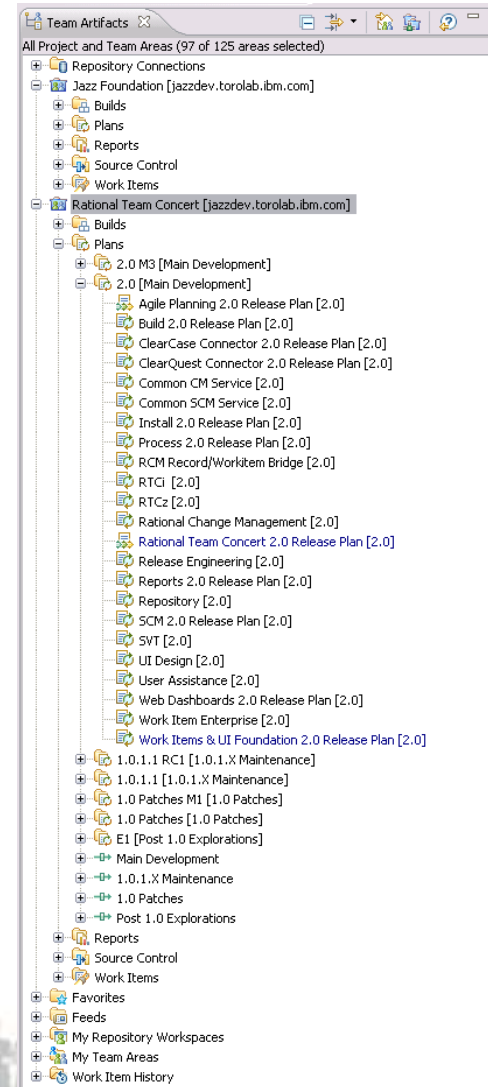 Team Artifacts
All Project and Team Areas (97 of 125 areas selected)
Repository Connections
Jazz Foundation [jazzdev.torolab.ibm.com]
Builds
Plans
Reports
Source Control
Work Items
Rational Team Concert [jazzdev.torolab.ibm.com]
Builds
Plans
2.0 M3 [Main Development]
2.0 [Main Development]
Agile Planning 2.0 Release Plan [2.0]
Build 2.0 Release Plan [2.0]
ClearCase Connector 2.0 Release Plan [2.0]
ClearQuest Connector 2.0 Release Plan [2.0]
Common CM Service [2.0]
Common SCM Service [2.0]
Install 2.0 Release Plan [2.0]
Process 2.0 Release Plan [2.0]
RCM Record/Workitem Bridge [2.0]
RTCi [2.0]
RTCz [2.0]
Rational Change Management [2.0]
Rational Team Concert 2.0 Release Plan [2.0]
Release Engineering [2.0]
Reports 2.0 Release Plan [2.0]
Repository [2.0]
SCM 2.0 Release Plan [2.0]
SVT [2.0]
UI Design [2.0]
User Assistance [2.0]
Web Dashboards 2.0 Release Plan [2.0]
Work Item Enterprise [2.0]
Work Items & UI Foundation 2.0 Release Plan [2.0]
1.0.1.1 RC1 [1.0.1.X Maintenance]
1.0.1.1 [1.0.1.X Maintenance]
1.0 Patches M1 [1.0 Patches]
1.0 Patches [1.0 Patches]
E1 [Post 1.0 Explorations]
Main Development
1.0.1.X Maintenance
1.0 Patches
Post 1.0 Explorations
Reports
Source Control
Work Items
Favorites
Feeds
My Repository Workspaces
My Team Areas
Work Item History